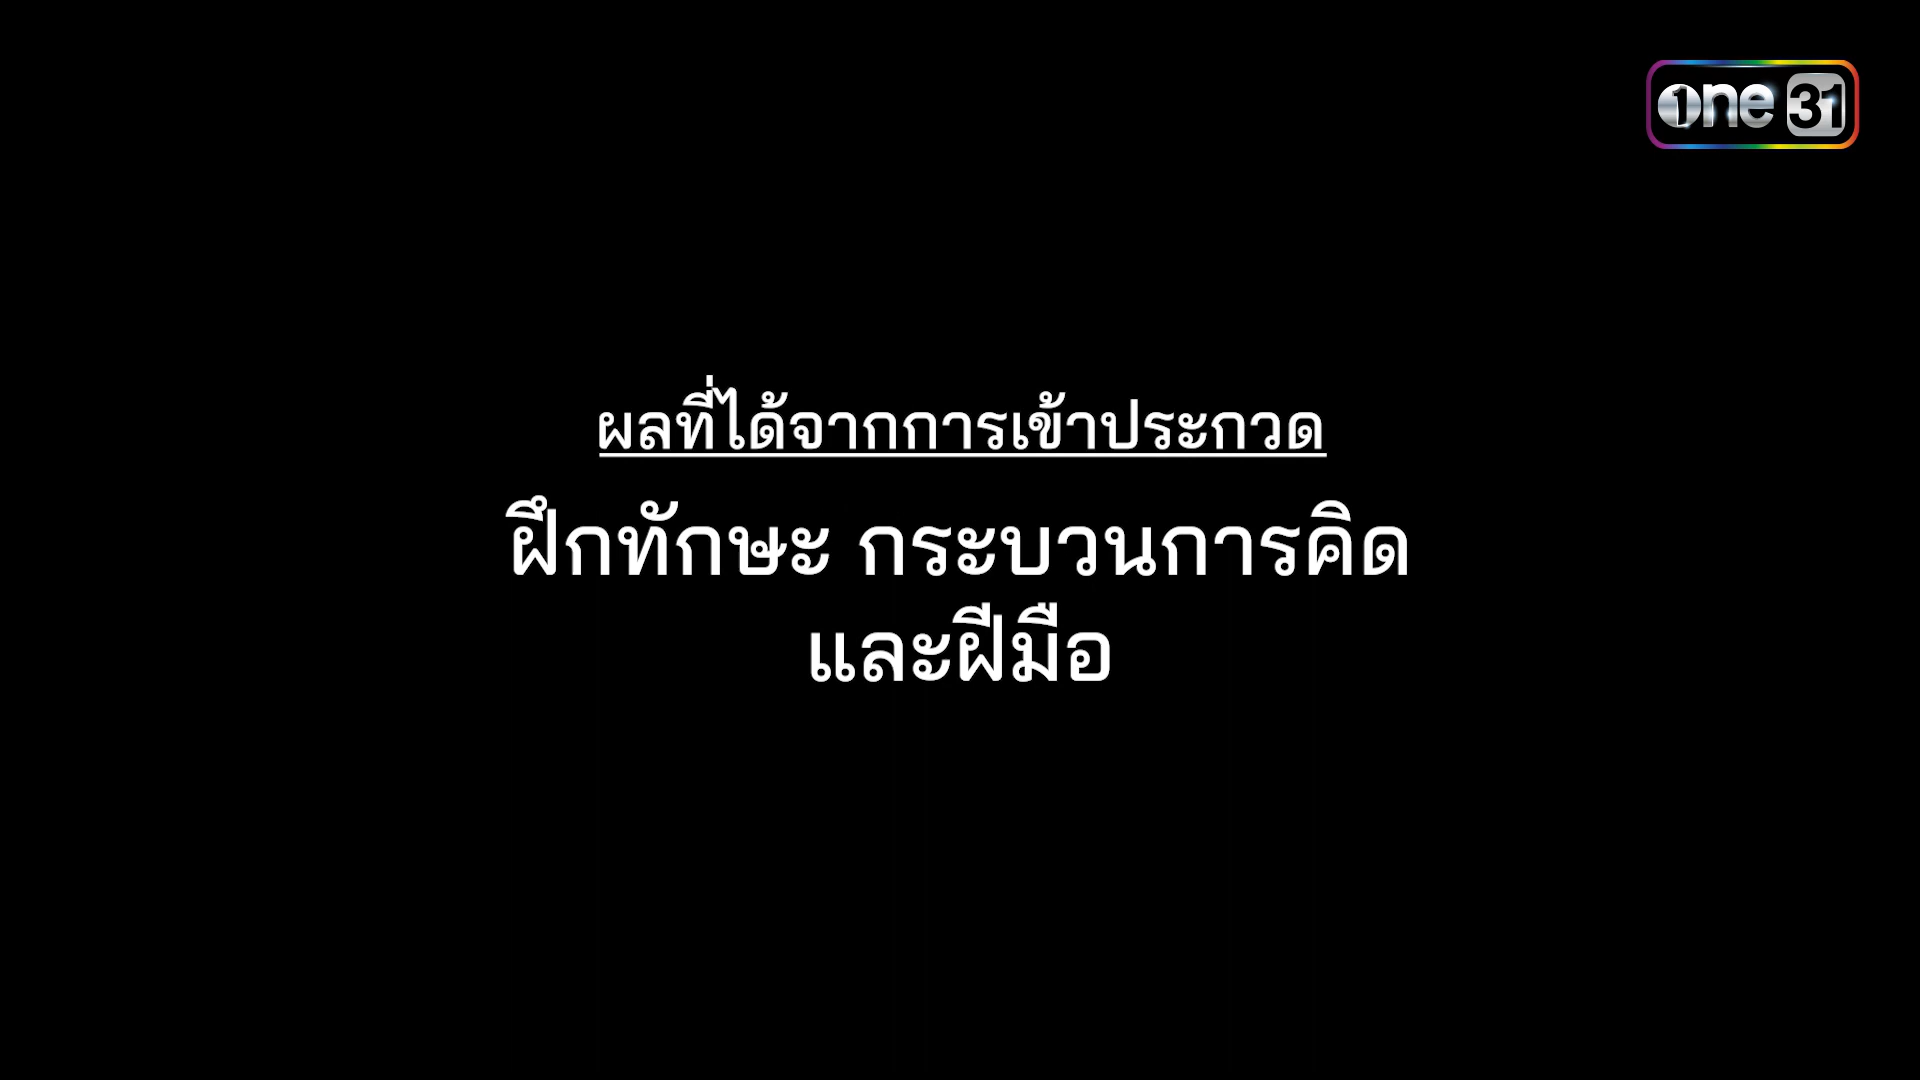 one 31
ผลที่ได้จากการเข้าประกวด
ฝึกทักษะ กระบวนการคิด
และฝีมือ